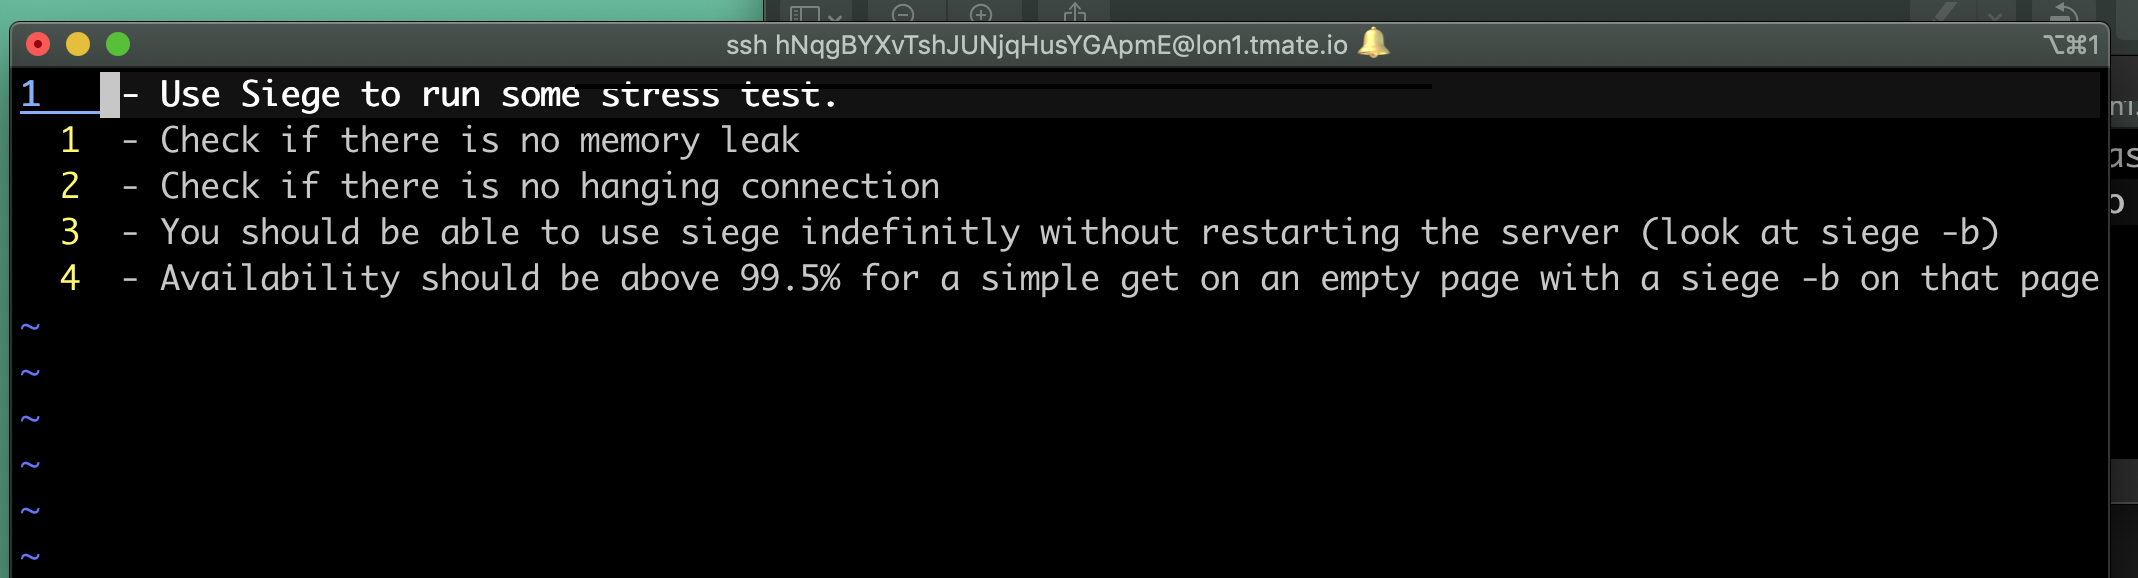 ssh hNqgBYXvTshJUNjqHusYGApmE@lon1.tmate.io 🔔 ⌥⌘1
1 - Use Siege to run some stress test.
1 - Check if there is no memory leak
2 - Check if there is no hanging connection
3 - You should be able to use siege indefinitly without restarting the server (look at siege -b)
4 - Availability should be above 99.5% for a simple get on an empty page with a siege -b on that page
~
~
~
~
~
~